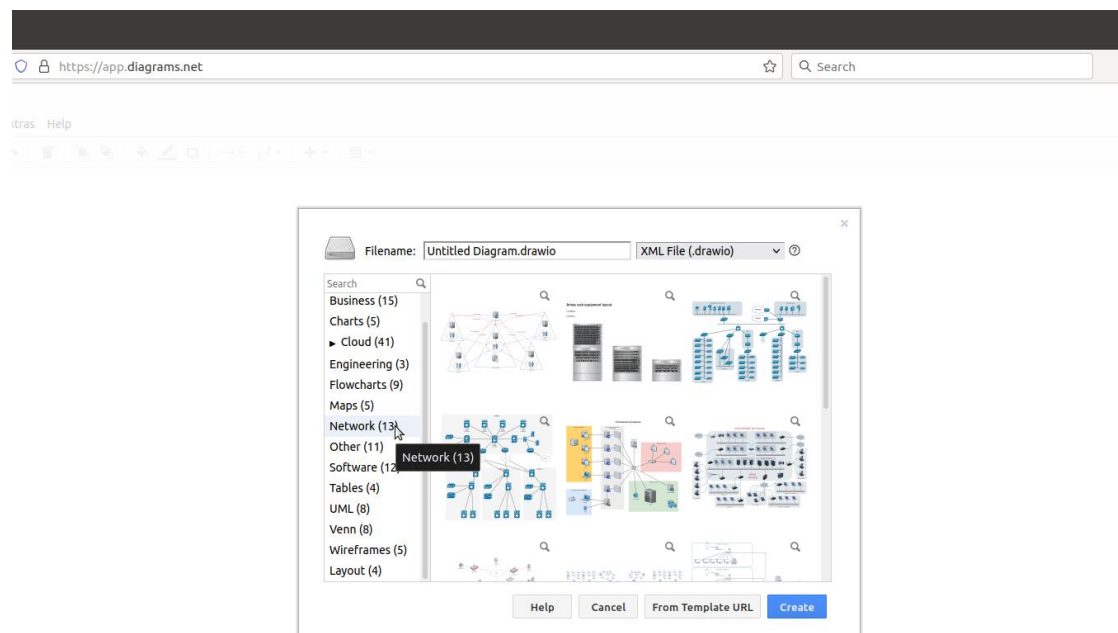 https://app.diagrams.net
Search
xtras Help
Filename: Untitled Diagram.drawio XML File (.drawio)
Search
Business (15)
Charts (5)
Cloud (41)
Engineering (3)
Flowcharts (9)
Maps (5)
Network (13)
Other (11)
Network (13)
Software (12)
Tables (4)
UML (8)
Venn (8)
Wireframes (5)
Layout (4)
Help Cancel From Template URL Create